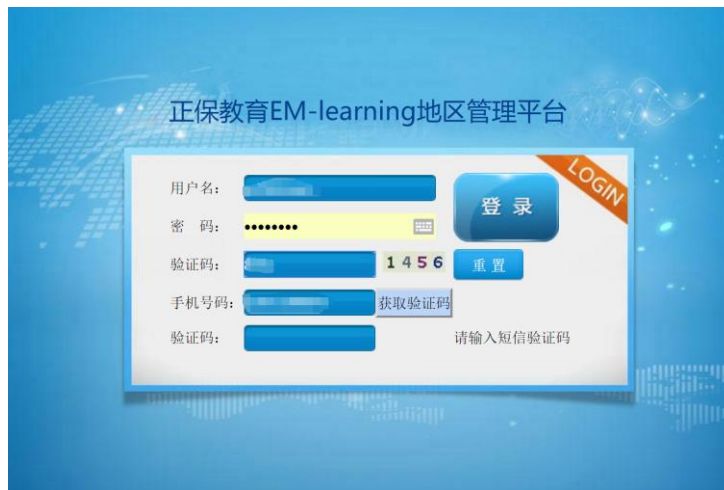 正保教育EM-learning地区管理平台
LOGIN
用户名：
登 录
密 码： ••••••••
验证码： 1456 重 置
手机号码： 获取验证码
验证码： 请输入短信验证码